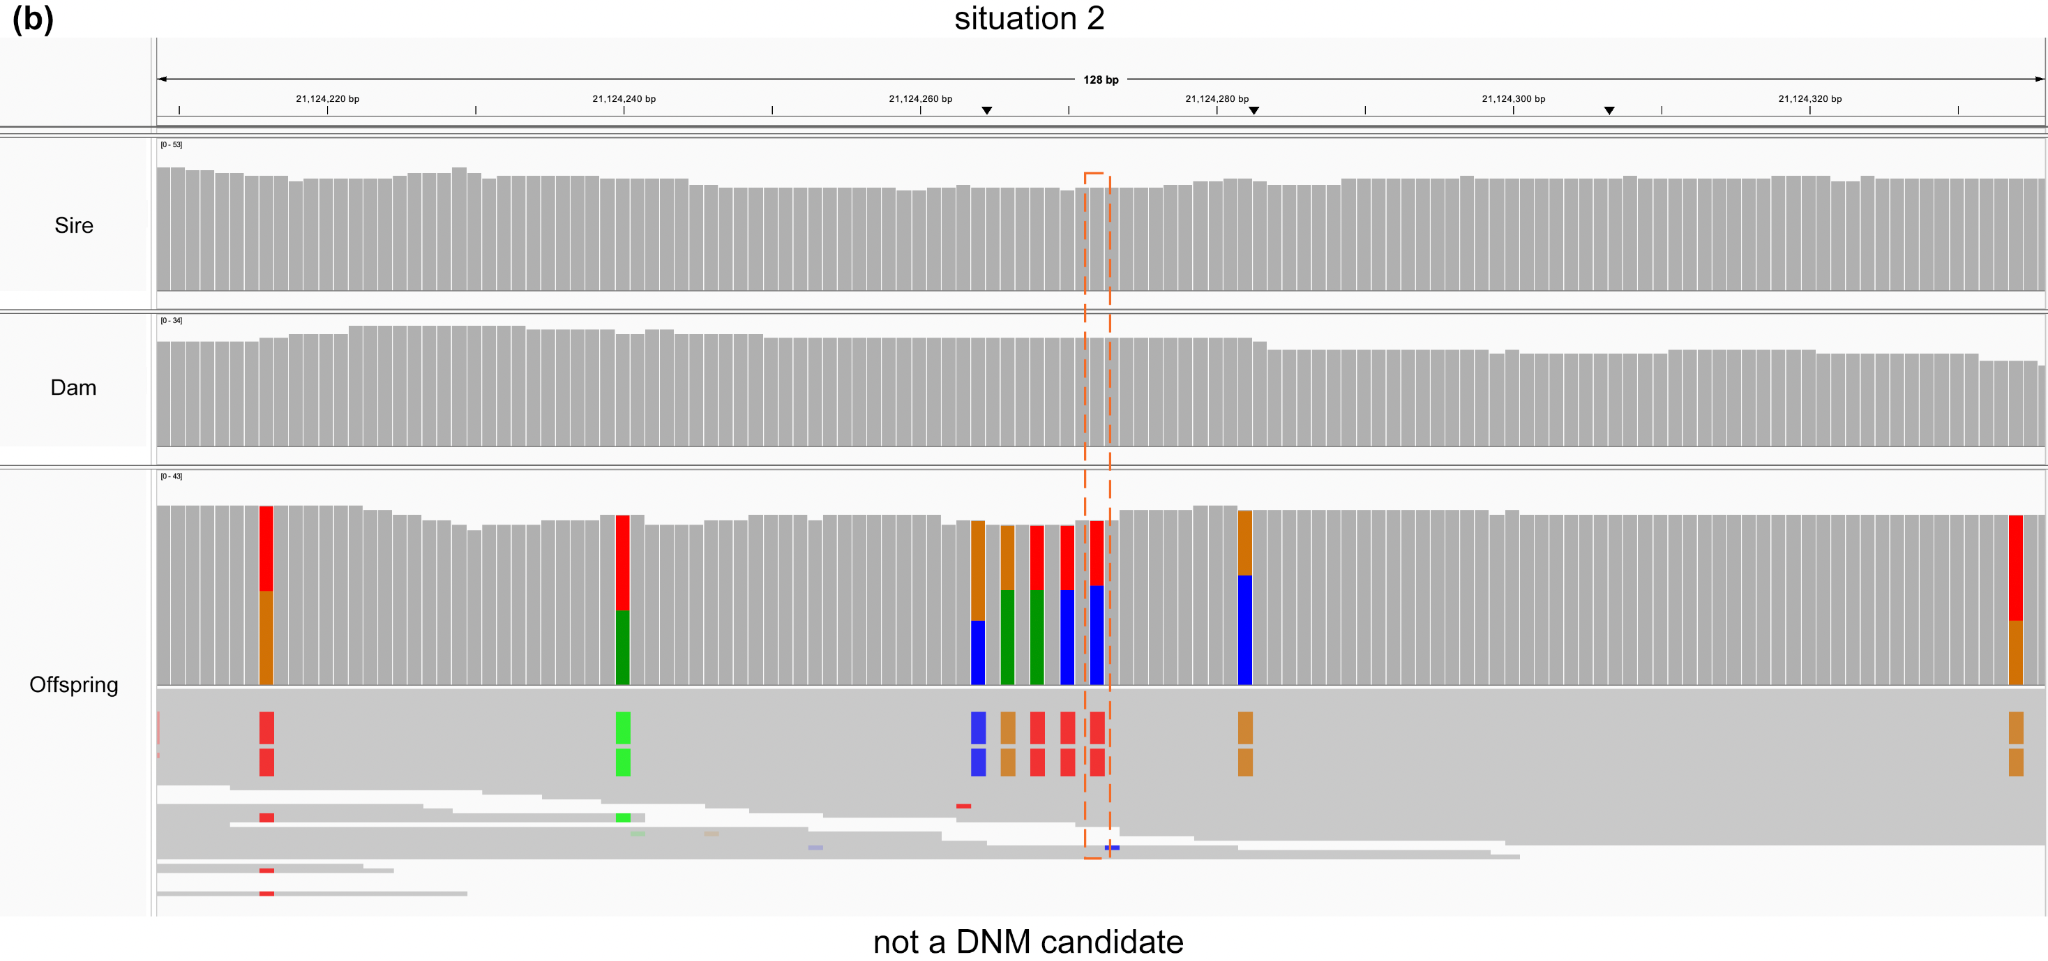 (b)
situation 2
128 bp
21,124,220 bp 21,124,240 bp 21,124,260 bp 21,124,280 bp 21,124,300 bp 21,124,320 bp
[0 - 53]
Sire
[0 - 34]
Dam
[0 - 43]
Offspring
not a DNM candidate